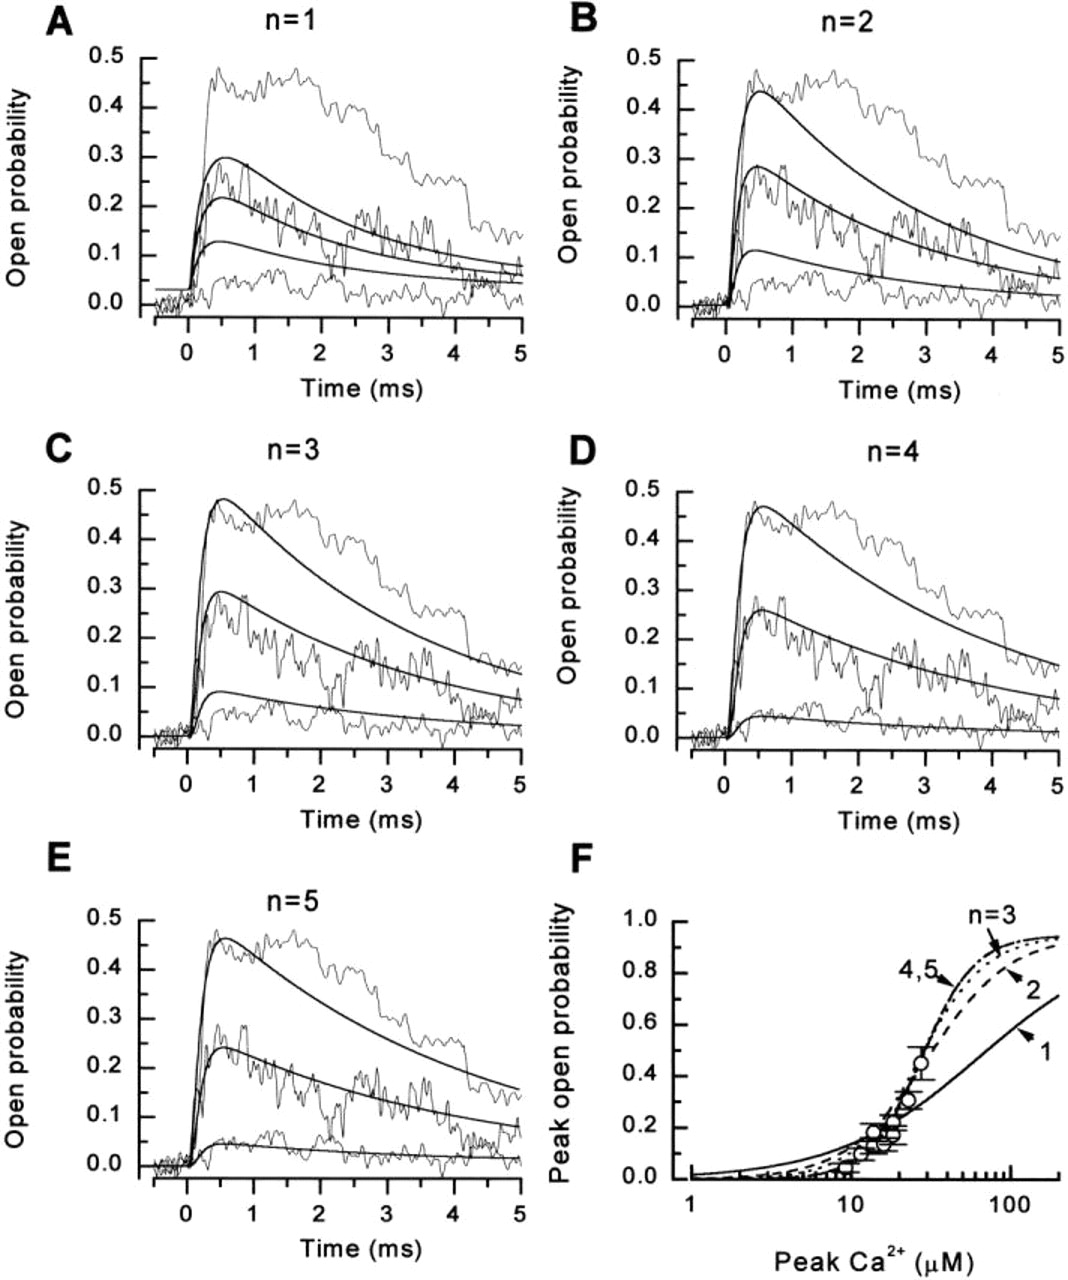 A
n=1
Open probability
0.5
0.4
0.3
0.2
0.1
0.0
0 1 2 3 4 5
Time (ms)
B
n=2
Open probability
0.5
0.4
0.3
0.2
0.1
0.0
0 1 2 3 4 5
Time (ms)
C
n=3
Open probability
0.5
0.4
0.3
0.2
0.1
0.0
0 1 2 3 4 5
Time (ms)
D
n=4
Open probability
0.5
0.4
0.3
0.2
0.1
0.0
0 1 2 3 4 5
Time (ms)
E
n=5
Open probability
0.5
0.4
0.3
0.2
0.1
0.0
0 1 2 3 4 5
Time (ms)
F
Peak open probability
1.0
0.8
0.6
0.4
0.2
0.0
n=3
4,5
2
1
1 10 100
Peak Ca²⁺ (μM)